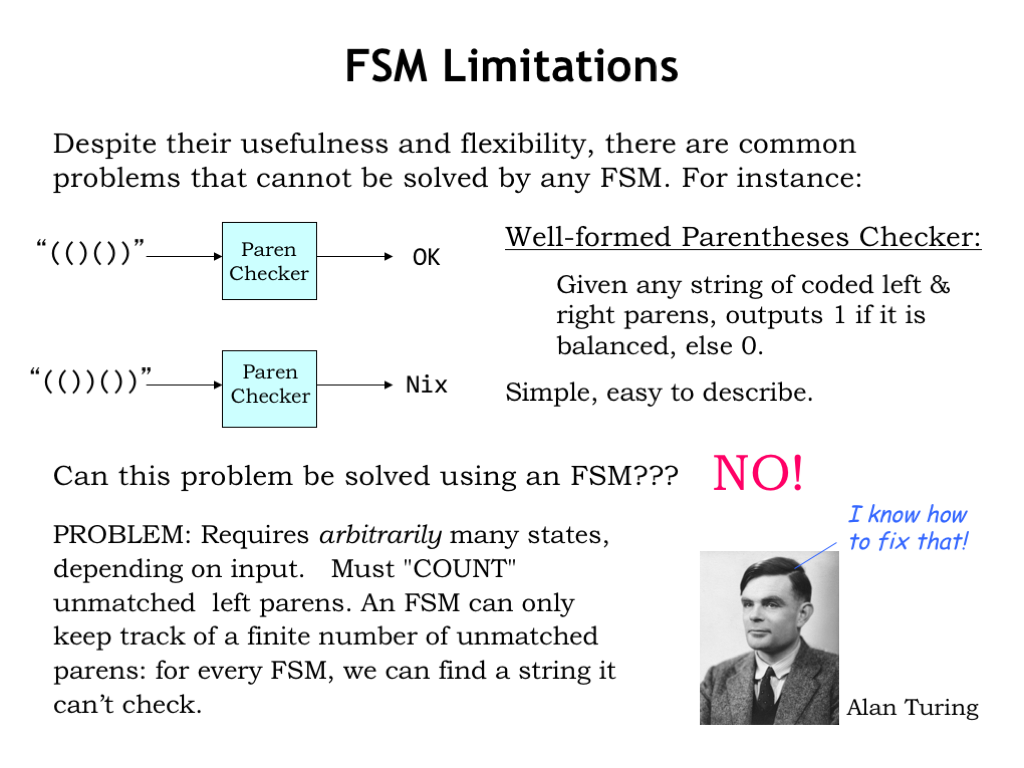 FSM Limitations
Despite their usefulness and flexibility, there are common
problems that cannot be solved by any FSM. For instance:
“(()())”
Paren
Checker
OK
“(())())”
Paren
Checker
Nix
Well-formed Parentheses Checker:
Given any string of coded left &
right parens, outputs 1 if it is
balanced, else 0.
Simple, easy to describe.
Can this problem be solved using an FSM???
NO!
PROBLEM: Requires arbitrarily many states,
depending on input. Must "COUNT"
unmatched left parens. An FSM can only
keep track of a finite number of unmatched
parens: for every FSM, we can find a string it
can’t check.
I know how
to fix that!
Alan Turing